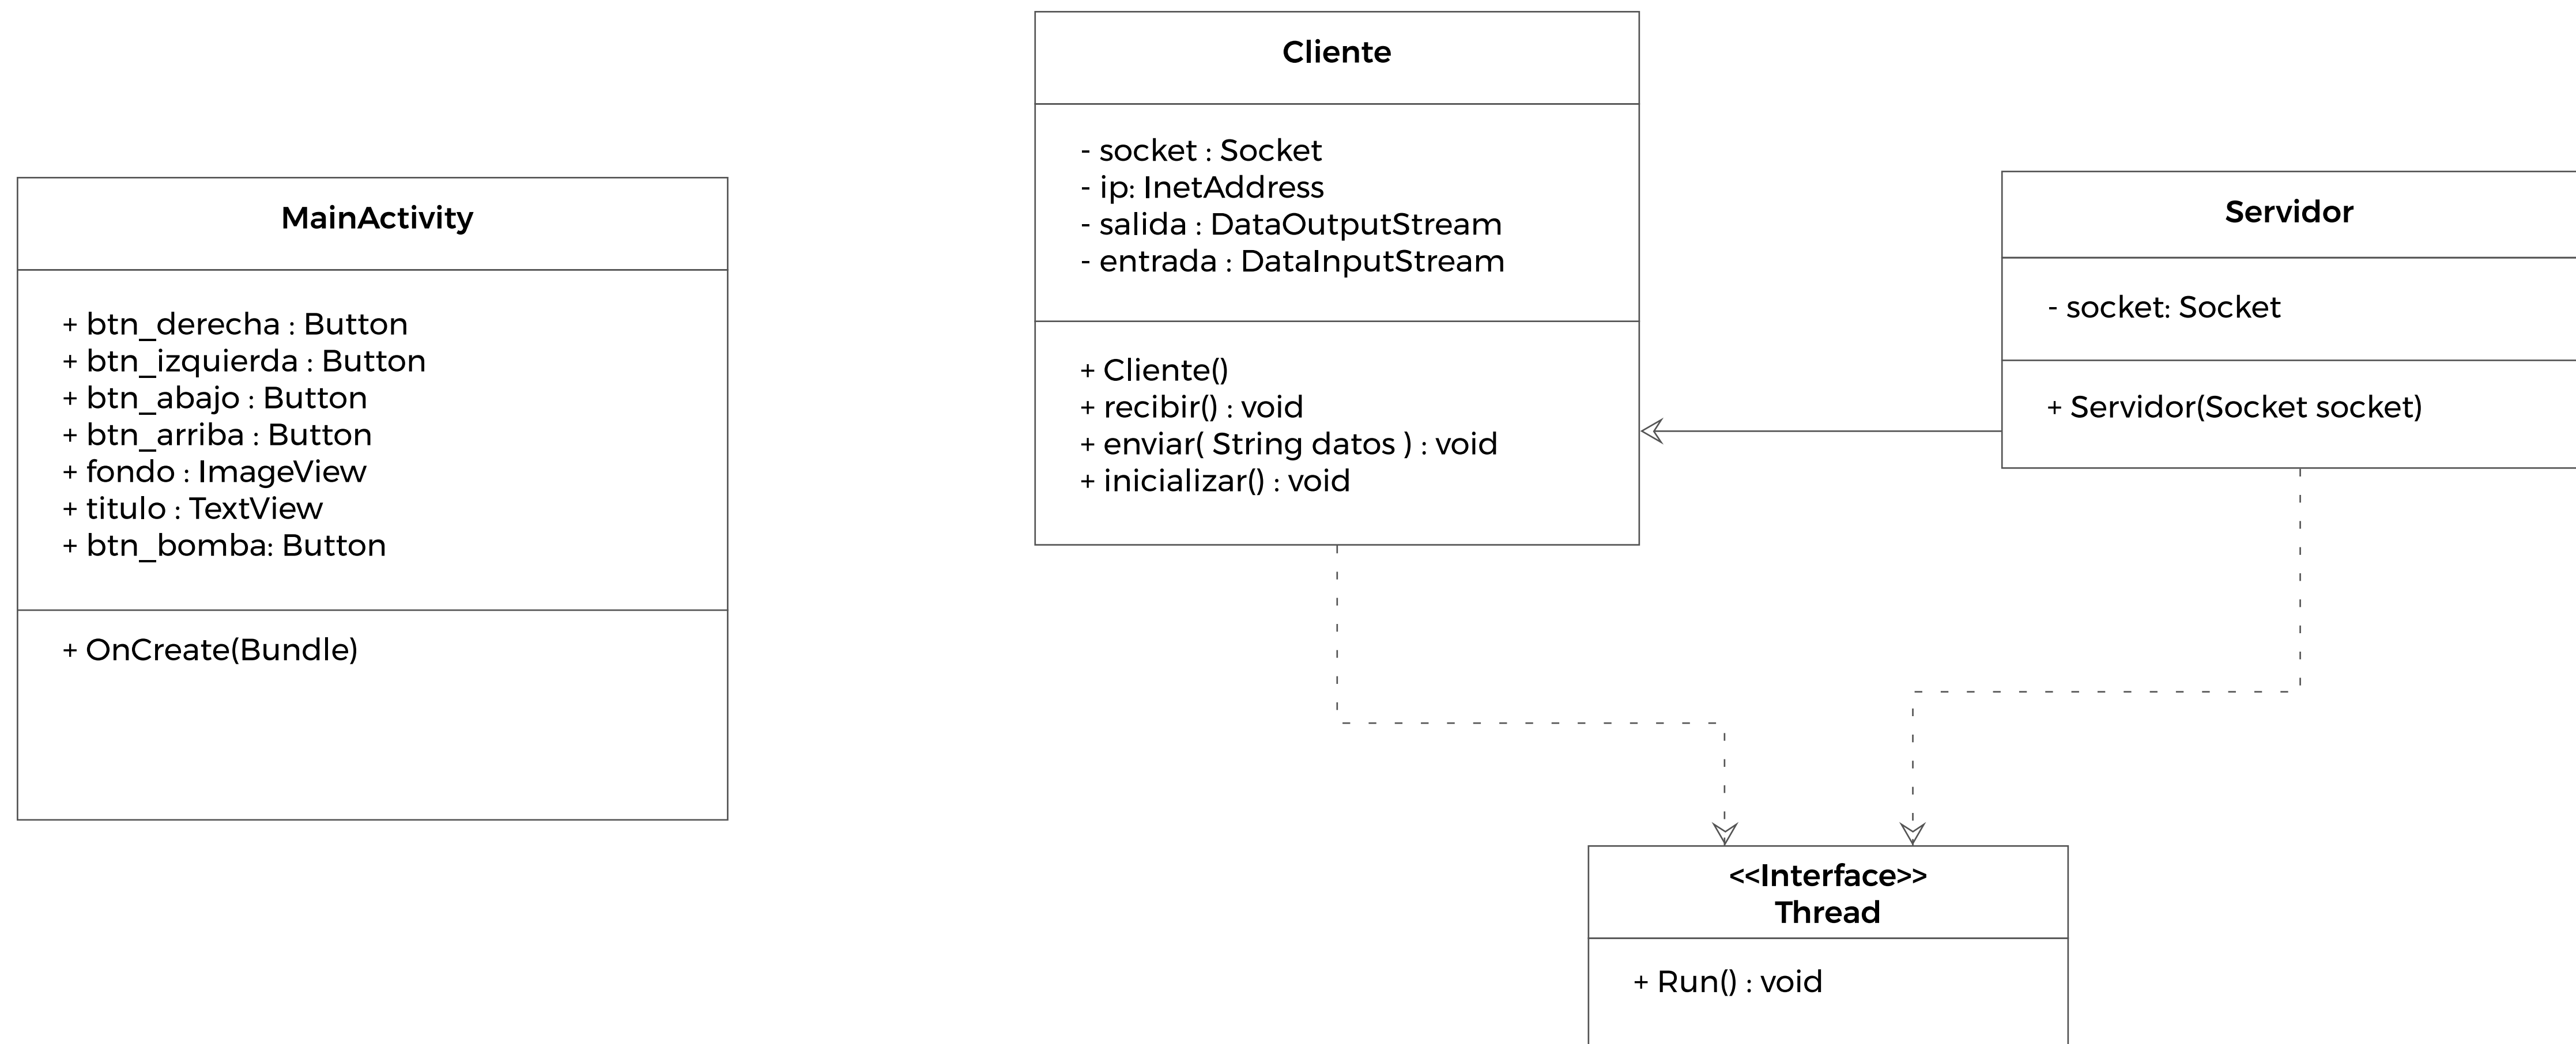 MainActivity
+ btn_derecha : Button
+ btn_izquierda : Button
+ btn_abajo : Button
+ btn_arriba : Button
+ fondo : ImageView
+ titulo : TextView
+ btn_bomba: Button
+ OnCreate(Bundle)
Cliente
- socket : Socket
- ip: InetAddress
- salida : DataOutputStream
- entrada : DataInputStream
+ Cliente()
+ recibir() : void
+ enviar( String datos ) : void
+ inicializar() : void
Servidor
- socket: Socket
+ Servidor(Socket socket)
<<Interface>>
Thread
+ Run() : void